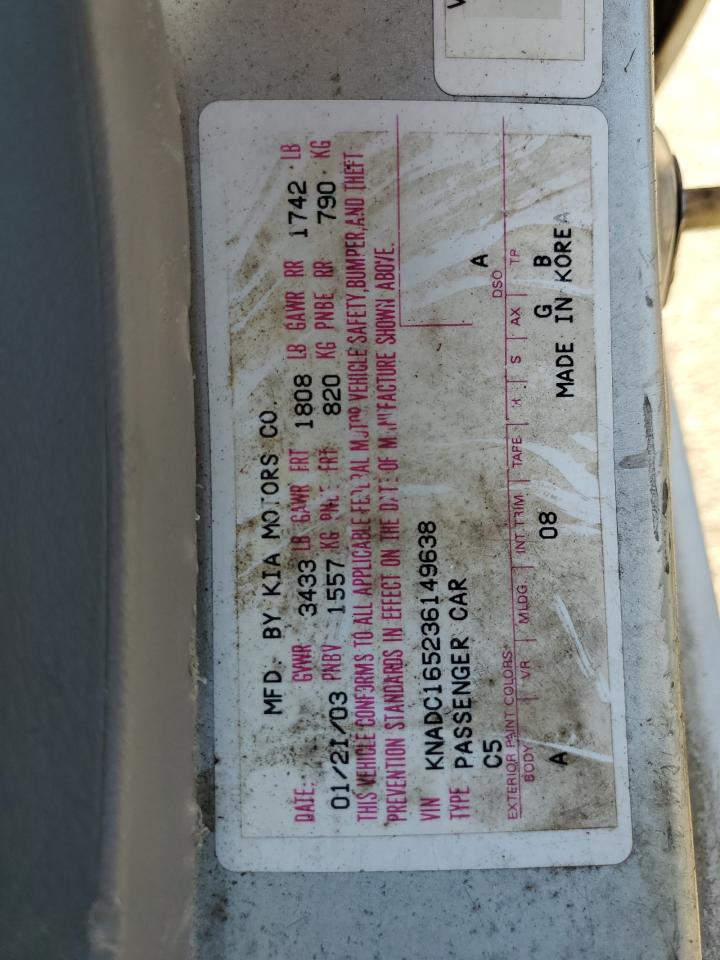 MFD. BY KIA MOTORS CO.
DATE: GVWR 3433 LB GAWR FRT 1808 LB GAWR RR 1742 LB
01/21/03 PNBV 1557 KG PNBE FRT 820 KG PNBE RR 790 KG
THIS VEHICLE CONFORMS TO ALL APPLICABLE FEDERAL MOTOR VEHICLE SAFETY,BUMPER,AND THEFT
PREVENTION STANDARDS IN EFFECT ON THE DATE OF MANUFACTURE SHOWN ABOVE.
VIN KNADC165236149638
TYPE PASSENGER CAR
C5 A
EXTERIOR PAINT COLORS DSO
BODY VR MLDG INT TRIM TAPE H S AX TP
A 08 G B
MADE IN KOREA